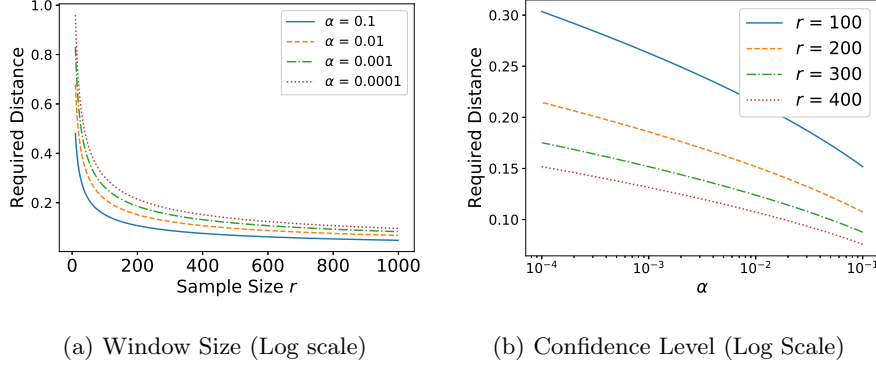 1.0
0.8
0.6
0.4
0.2
0
200
400
600
800
1000
Required Distance
Sample Size r
α = 0.1
α = 0.01
α = 0.001
α = 0.0001
(a) Window Size (Log scale)
0.30
0.25
0.20
0.15
0.10
10⁻⁴
10⁻³
10⁻²
10⁻¹
Required Distance
α
r = 100
r = 200
r = 300
r = 400
(b) Confidence Level (Log Scale)